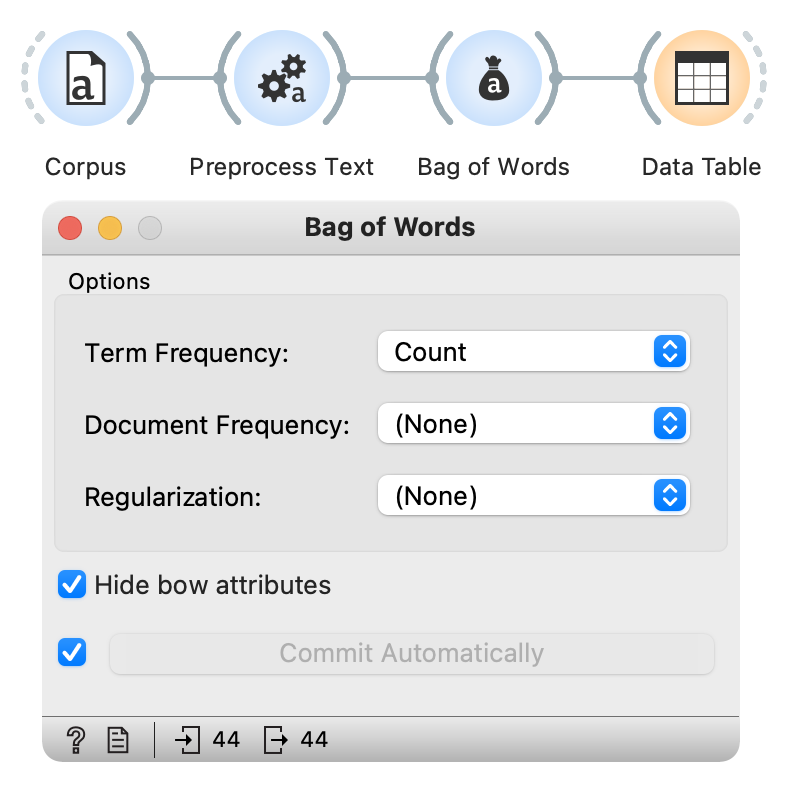 a a a
Corpus Preprocess Text Bag of Words Data Table
Bag of Words
Options
Term Frequency: Count
Document Frequency: (None)
Regularization: (None)
Hide bow attributes
Commit Automatically
? 44 44